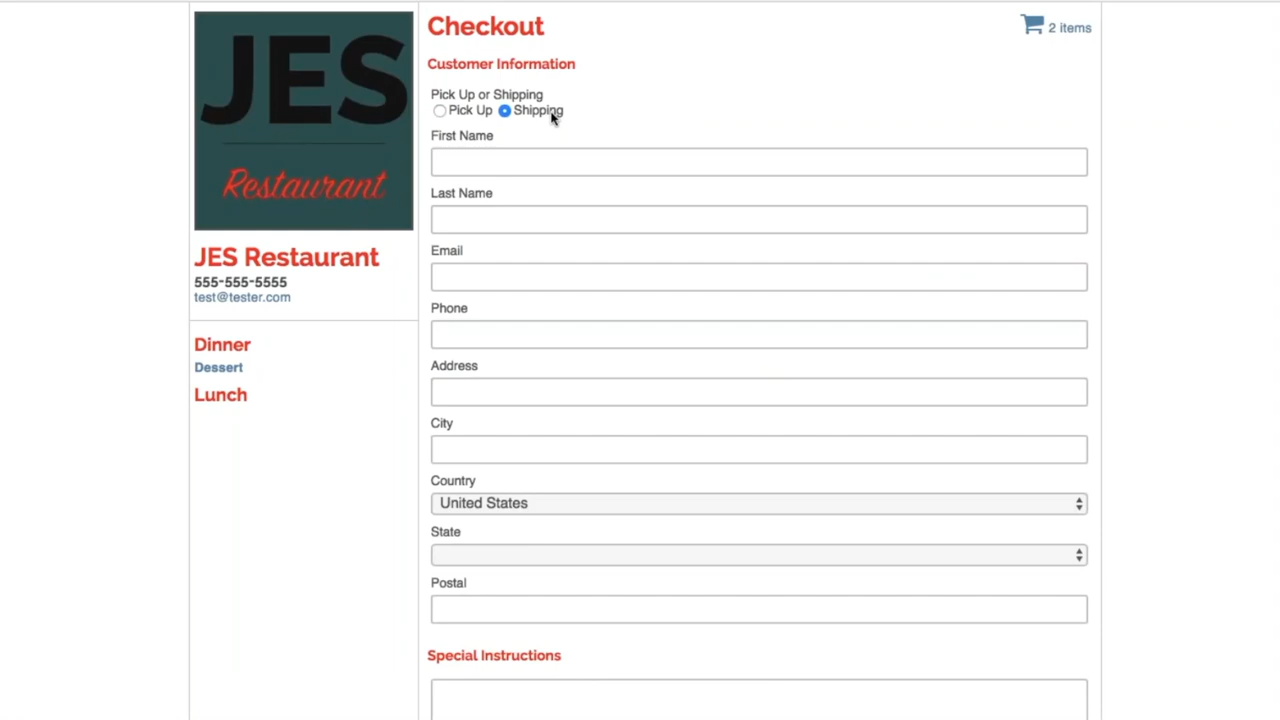 JES
Restaurant
JES Restaurant
555-555-5555
test@tester.com
Dinner
Dessert
Lunch
Checkout
2 items
Customer Information
Pick Up or Shipping
Pick Up Shipping
First Name
Last Name
Email
Phone
Address
City
Country
United States
State
Postal
Special Instructions